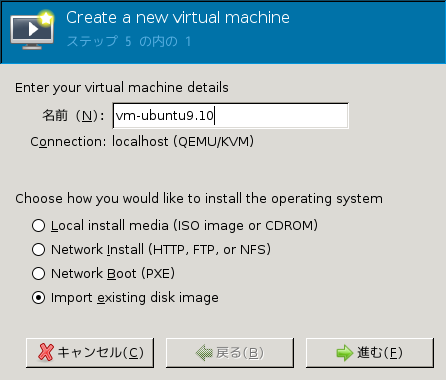 Create a new virtual machine
ステップ 5 の内の 1
Enter your virtual machine details
名前 (N): vm-ubuntu9.10
Connection: localhost (QEMU/KVM)
Choose how you would like to install the operating system
Local install media (ISO image or CDROM)
Network Install (HTTP, FTP, or NFS)
Network Boot (PXE)
Import existing disk image
キャンセル(C) 戻る(B) 進む(F)